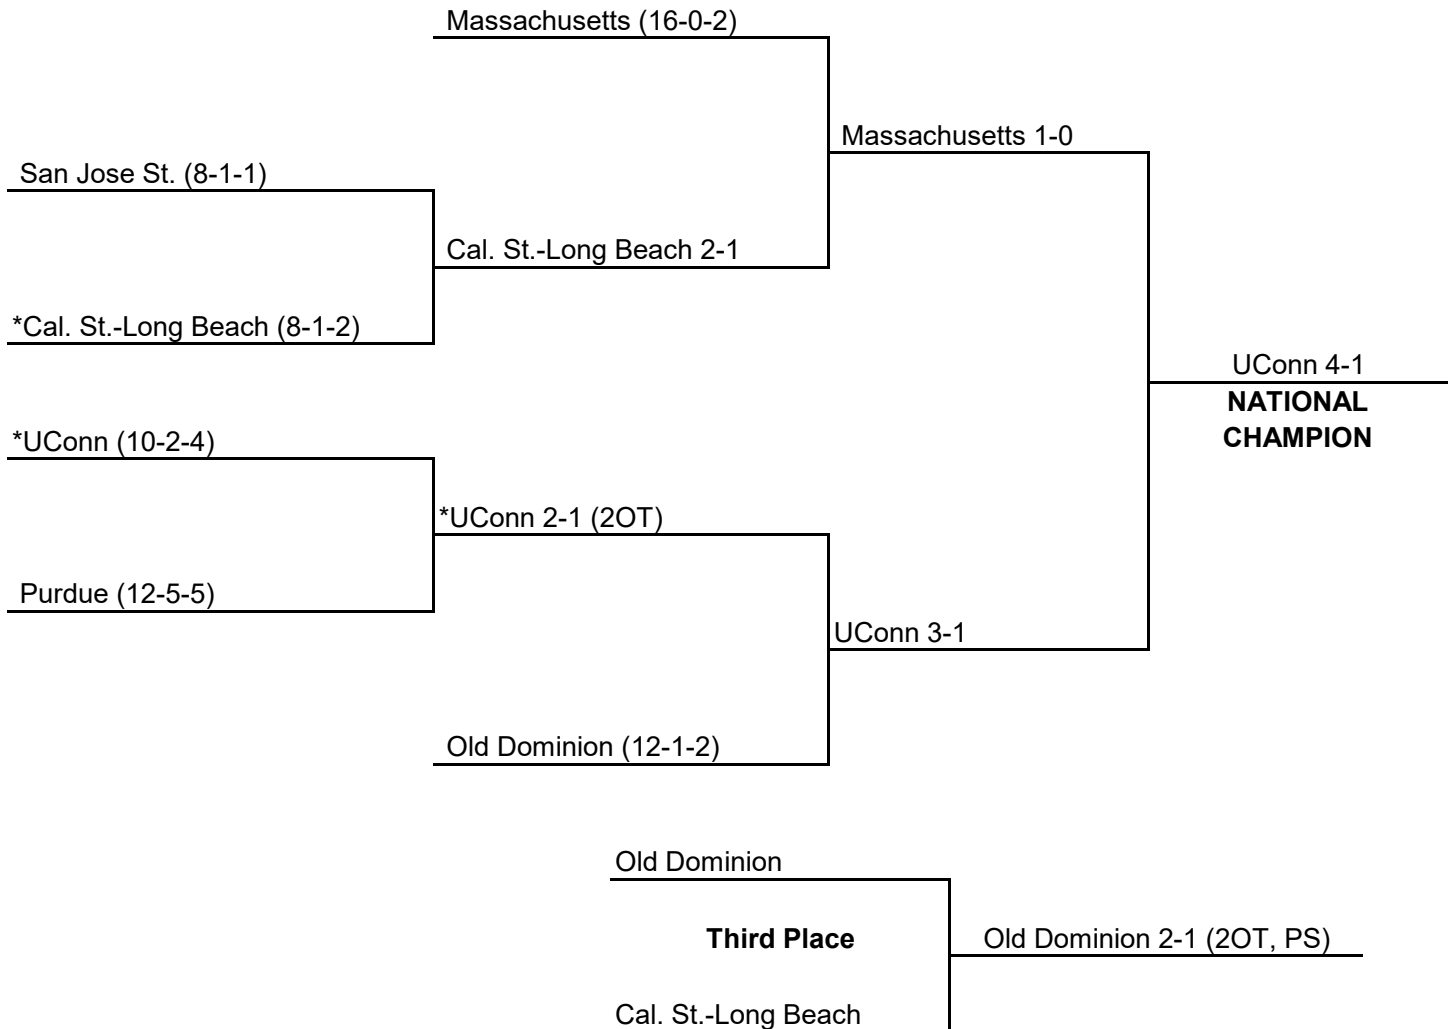 Massachusetts (16-0-2)
Massachusetts 1-0
San Jose St. (8-1-1)
Cal. St.-Long Beach 2-1
*Cal. St.-Long Beach (8-1-2)
UConn 4-1
NATIONAL
CHAMPION
*UConn (10-2-4)
*UConn 2-1 (2OT)
Purdue (12-5-5)
UConn 3-1
Old Dominion (12-1-2)
Old Dominion
Third Place
Old Dominion 2-1 (2OT, PS)
Cal. St.-Long Beach